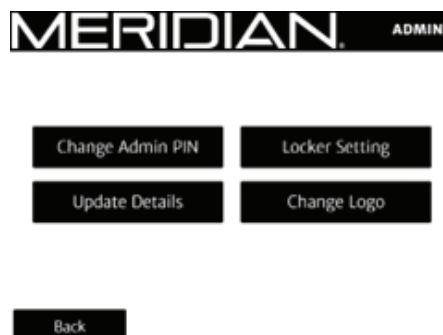 MERIDIAN. ADMIN
Change Admin PIN Locker Setting
Update Details Change Logo
Back